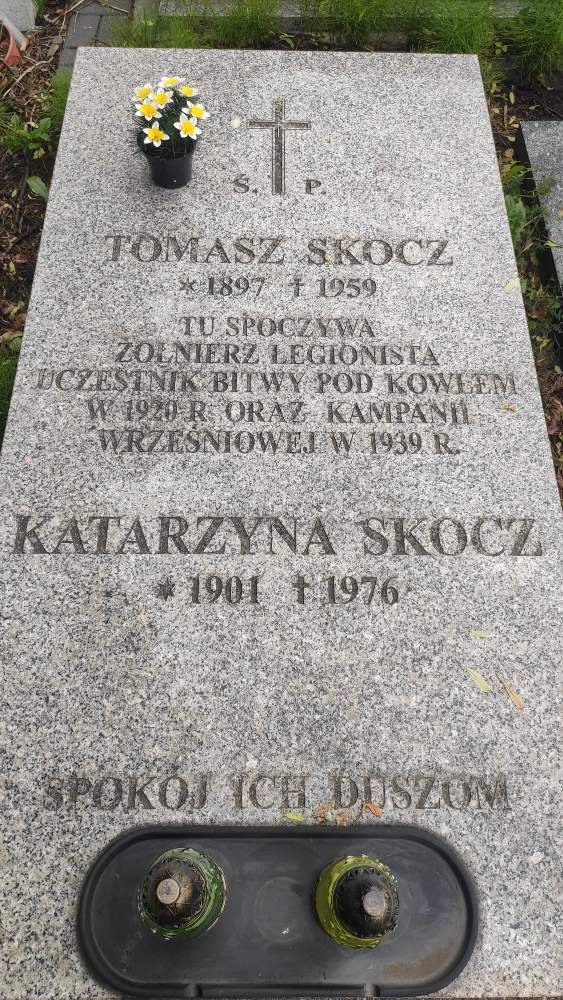 Ś. P.
TOMASZ SKOCZ
* 1897 † 1959
TU SPOCZYWA
ŻOŁNIERZ LEGIONISTA
UCZESTNIK BITWY POD KOWLEM
W 1920 R. ORAZ KAMPANII
WRZEŚNIOWEJ W 1939 R.
KATARZYNA SKOCZ
* 1901 † 1976
SPOKÓJ ICH DUSZOM